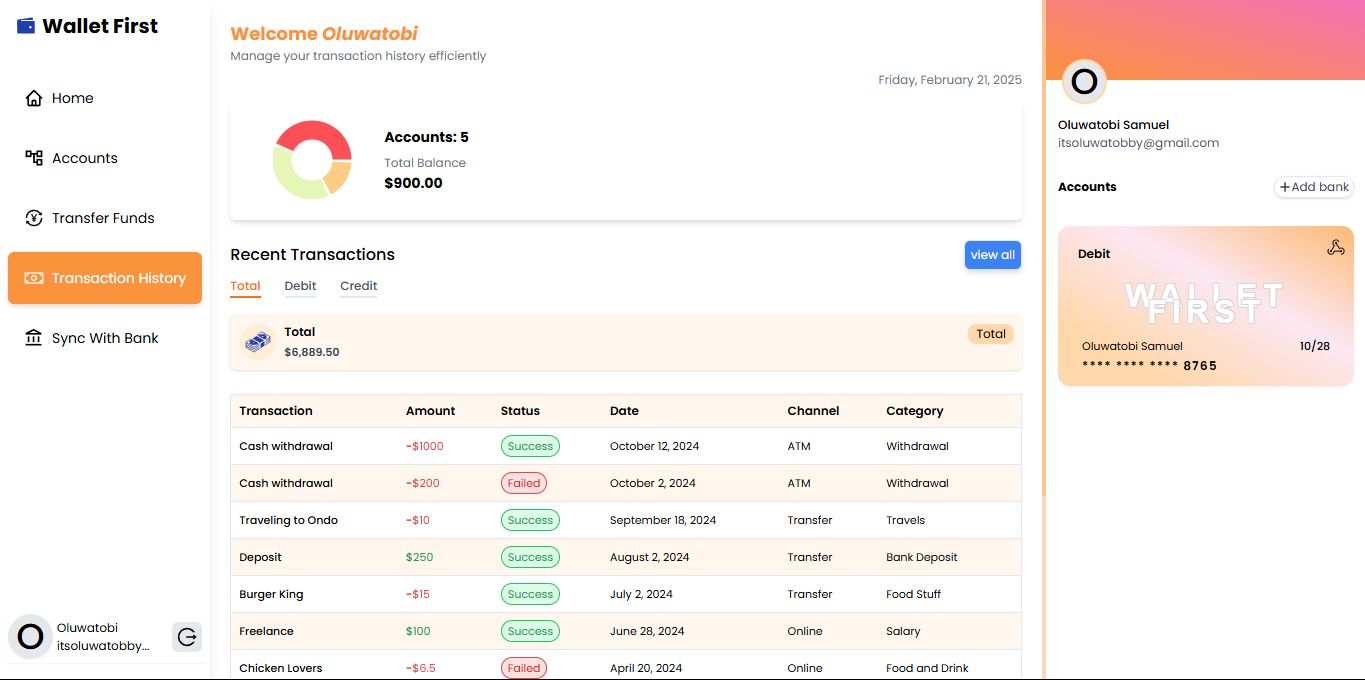 Wallet First
Home
Accounts
Transfer Funds
Transaction History
Sync With Bank
O
Oluwatobi
itsoluwatobby...
Welcome Oluwatobi
Manage your transaction history efficiently
Friday, February 21, 2025
Accounts: 5
Total Balance
$900.00
Recent Transactions
view all
Total Debit Credit
Total
$6,889.50
Total
Transaction Amount Status Date Channel Category
Cash withdrawal -$1000 Success October 12, 2024 ATM Withdrawal
Cash withdrawal -$200 Failed October 2, 2024 ATM Withdrawal
Traveling to Ondo -$10 Success September 18, 2024 Transfer Travels
Deposit $250 Success August 2, 2024 Transfer Bank Deposit
Burger King -$15 Success July 2, 2024 Transfer Food Stuff
Freelance $100 Success June 28, 2024 Online Salary
Chicken Lovers -$6.5 Failed April 20, 2024 Online Food and Drink
O
Oluwatobi Samuel
itsoluwatobby@gmail.com
Accounts
+Add bank
Debit
WALLET
FIRST
Oluwatobi Samuel 10/28
**** **** **** 8765